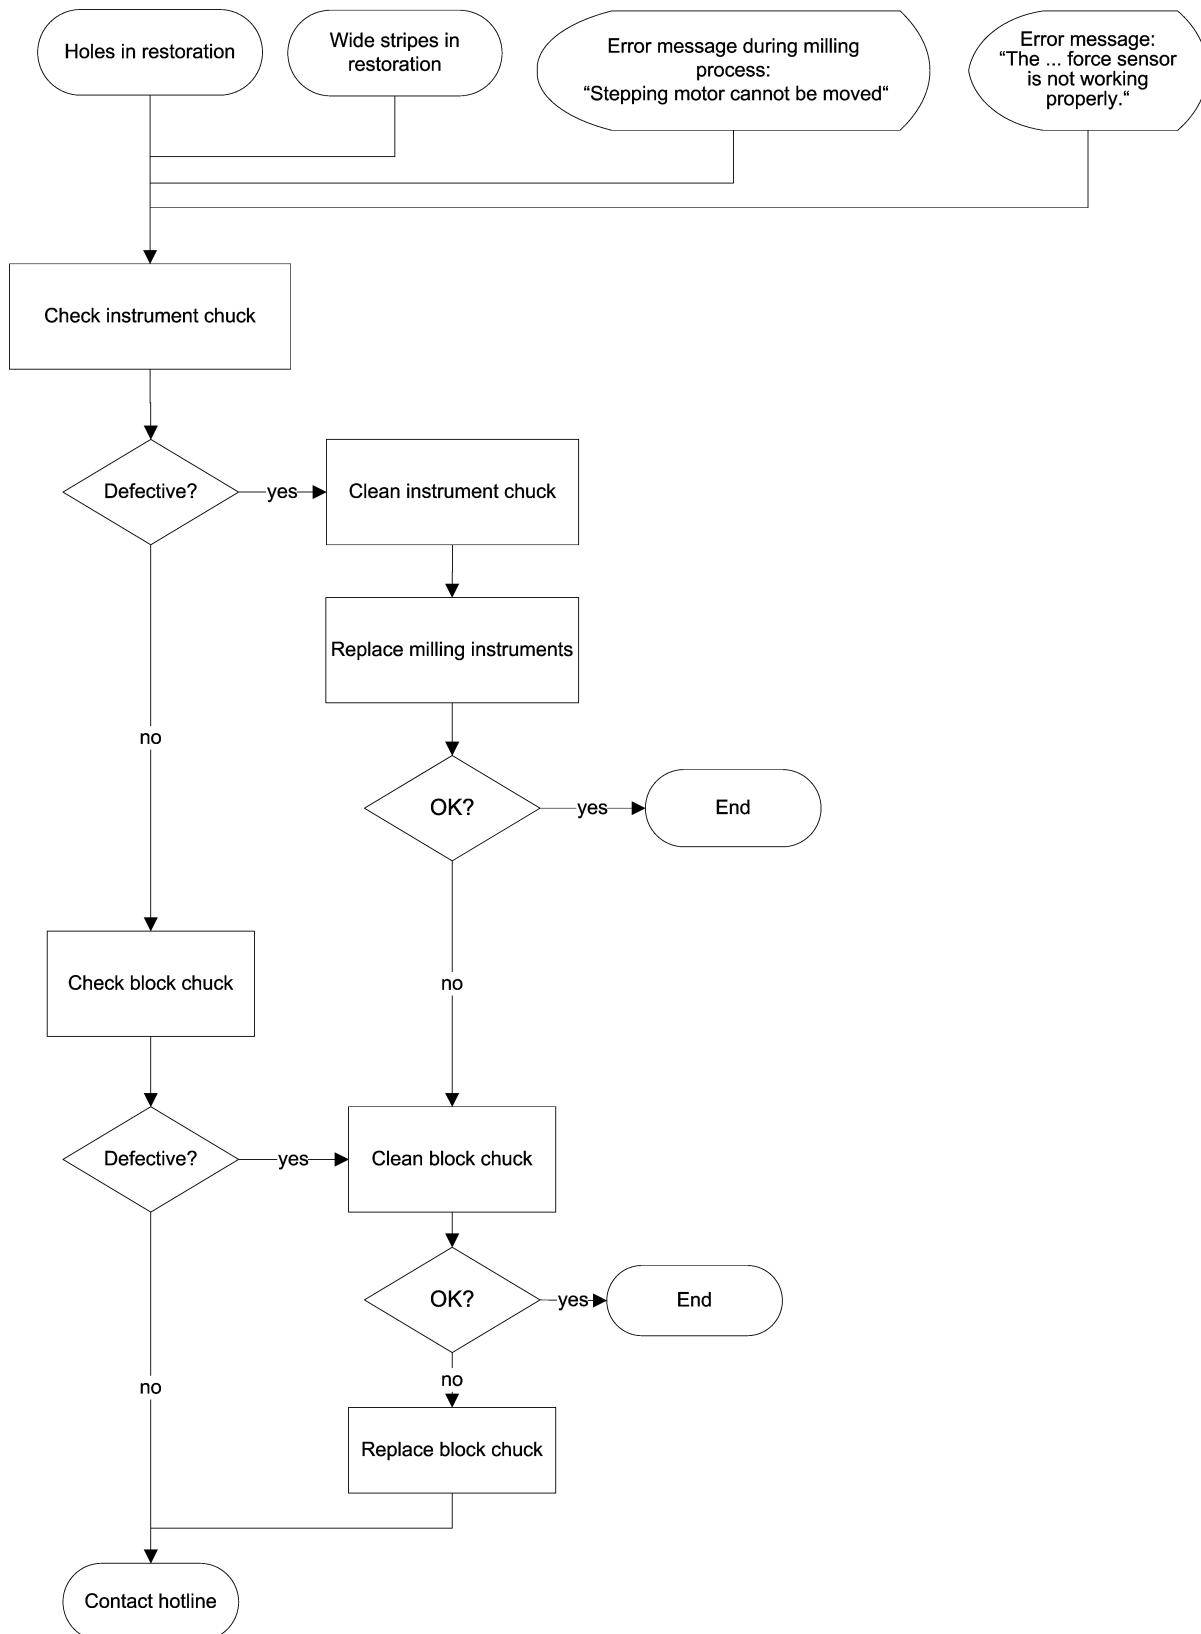 Holes in restoration
Wide stripes in
restoration
Error message during milling
process:
“Stepping motor cannot be moved“
Error message:
“The ... force sensor
is not working
properly.“
Check instrument chuck
Defective?
yes
Clean instrument chuck
Replace milling instruments
no
OK?
yes
End
Check block chuck
no
Defective?
yes
Clean block chuck
OK?
yes
End
no
no
Replace block chuck
Contact hotline